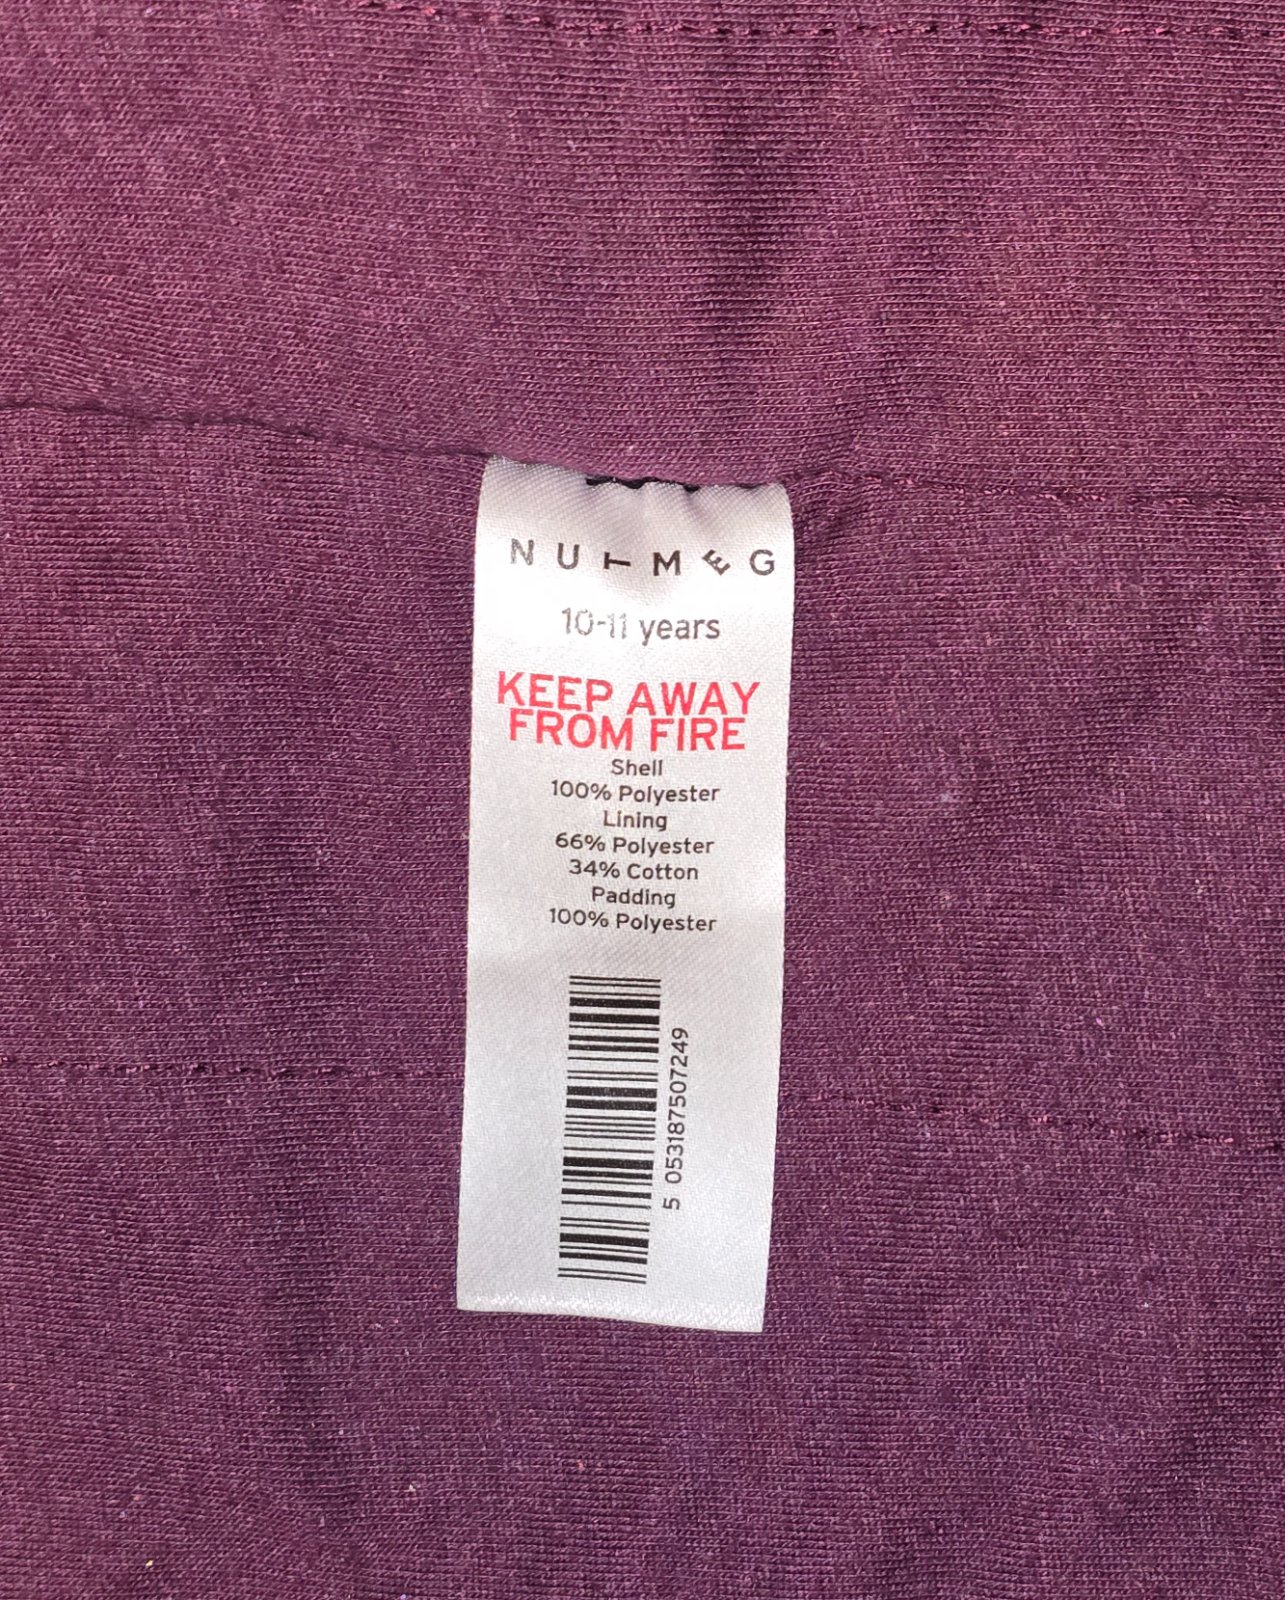 NUTMEG
10-11 years
KEEP AWAY
FROM FIRE
Shell
100% Polyester
Lining
66% Polyester
34% Cotton
Padding
100% Polyester
5 053187507249